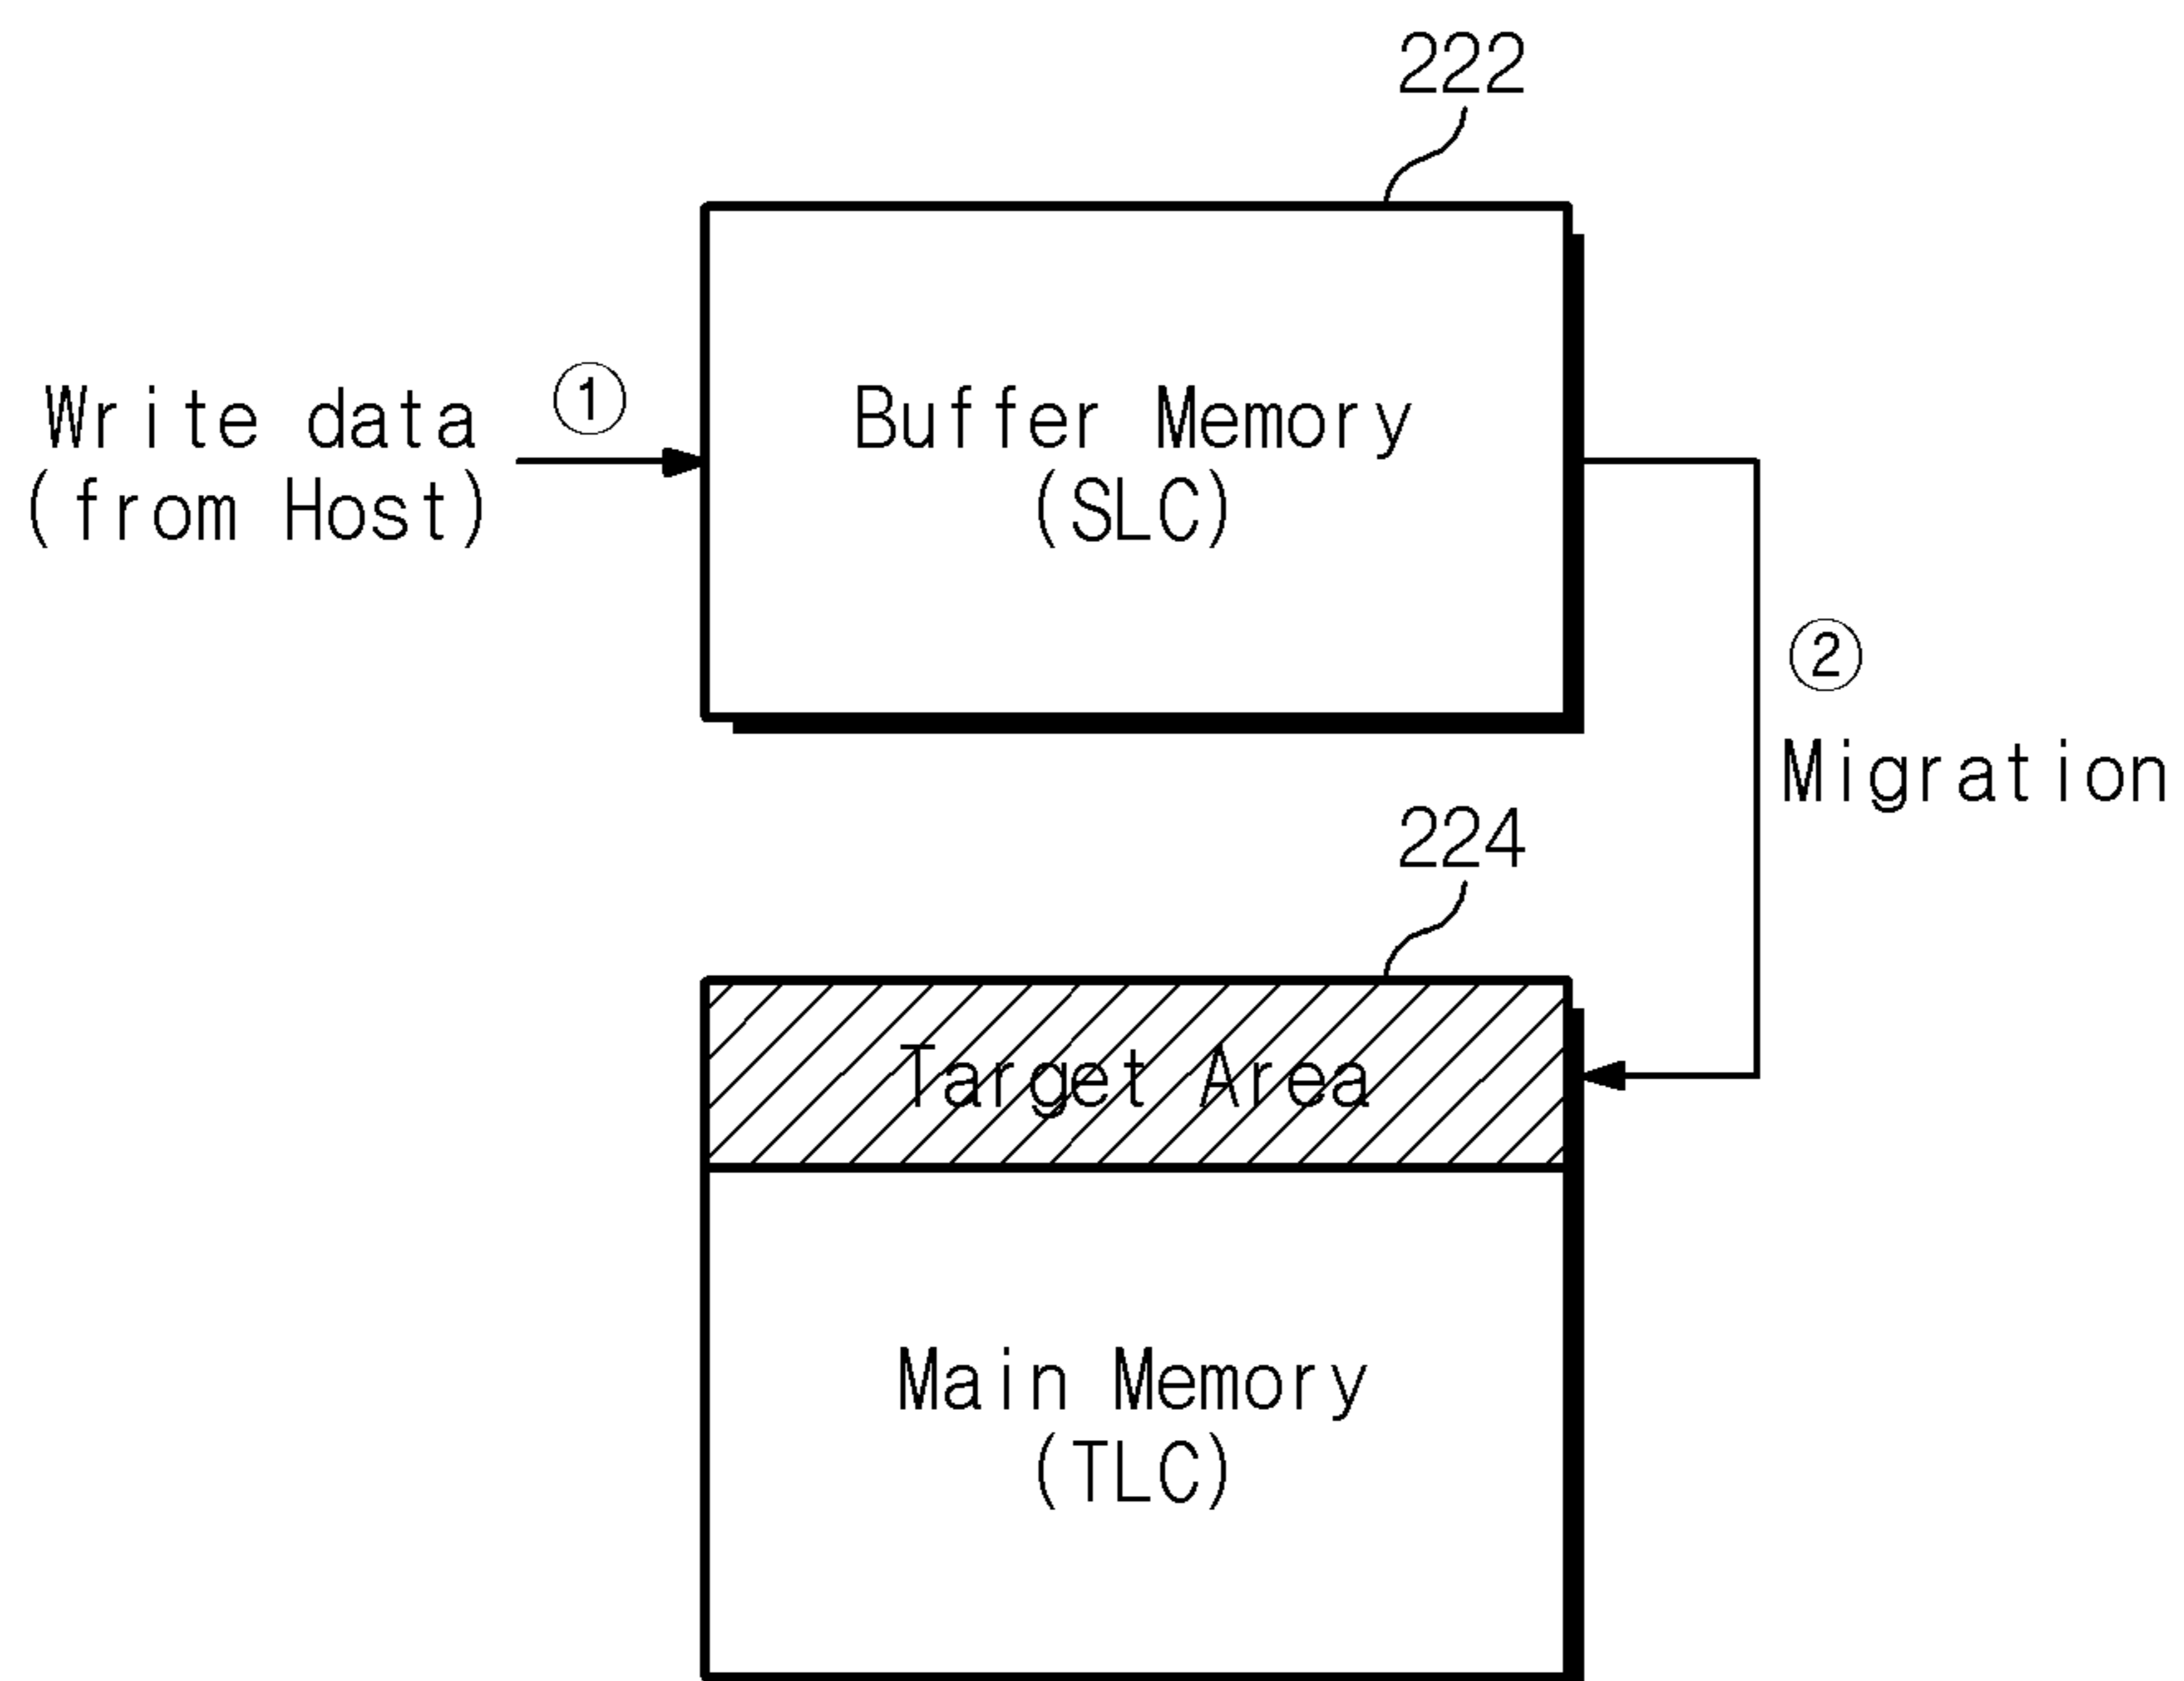 222
Write data
(from Host)
①
Buffer Memory
(SLC)
②
Migration
224
Target Area
Main Memory
(TLC)